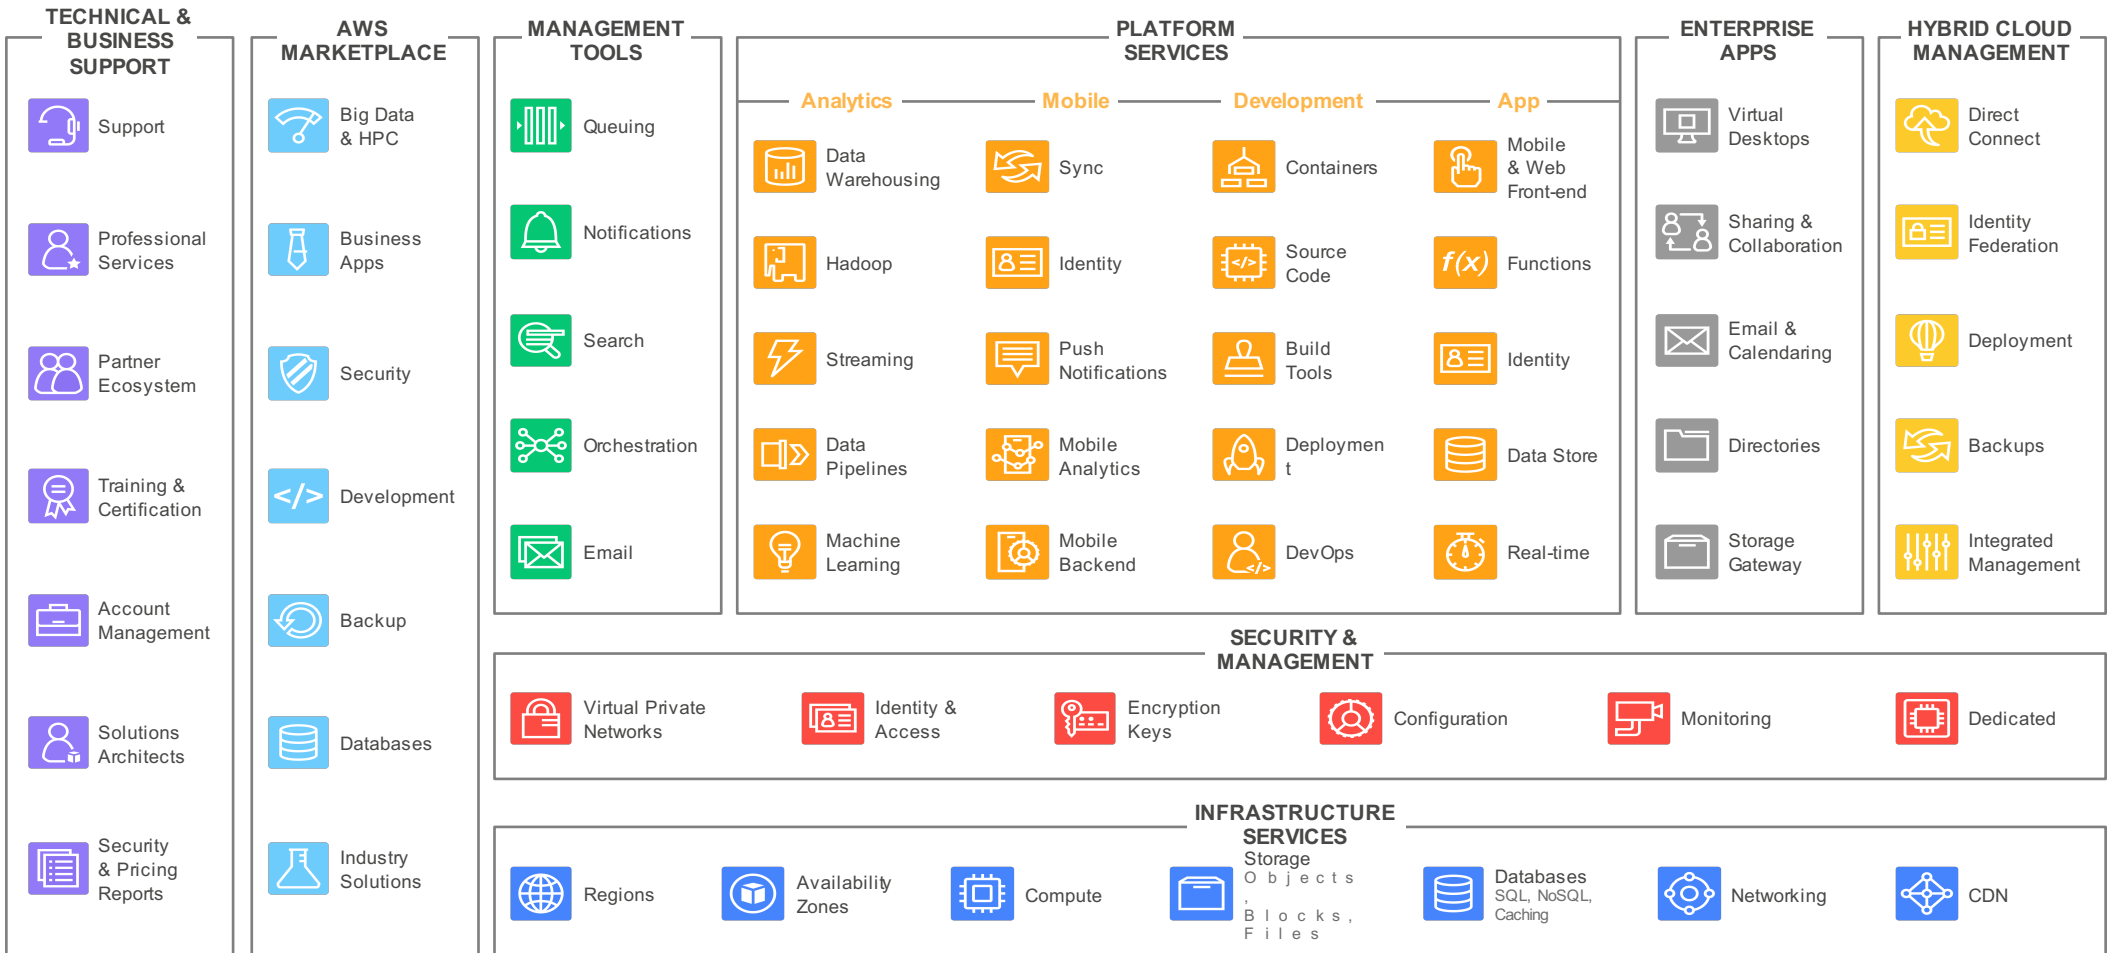 TECHNICAL &
BUSINESS
SUPPORT
Support
Professional
Services
Partner
Ecosystem
Training &
Certification
Account
Management
Solutions
Architects
Security
& Pricing
Reports
AWS
MARKETPLACE
Big Data
& HPC
Business
Apps
Security
</>
Development
Backup
Databases
Industry
Solutions
MANAGEMENT
TOOLS
Queuing
Notifications
Search
Orchestration
Email
PLATFORM
SERVICES
Analytics
Data
Warehousing
Hadoop
Streaming
Data
Pipelines
Machine
Learning
Mobile
Sync
Identity
Push
Notifications
Mobile
Analytics
Mobile
Backend
Development
Containers
</>
Source
Code
Build
Tools
Deploymen
t
</>
DevOps
App
Mobile
& Web
Front-end
f(x)
Functions
Identity
Data Store
Real-time
ENTERPRISE
APPS
Virtual
Desktops
Sharing &
Collaboration
Email &
Calendaring
Directories
Storage
Gateway
HYBRID CLOUD
MANAGEMENT
Direct
Connect
Identity
Federation
Deployment
Backups
Integrated
Management
SECURITY &
MANAGEMENT
Virtual Private
Networks
Identity &
Access
Encryption
Keys
Configuration
Monitoring
Dedicated
INFRASTRUCTURE
SERVICES
Regions
Availability
Zones
Compute
Storage
Objects
,
Blocks,
Files
Databases
SQL, NoSQL,
Caching
Networking
CDN